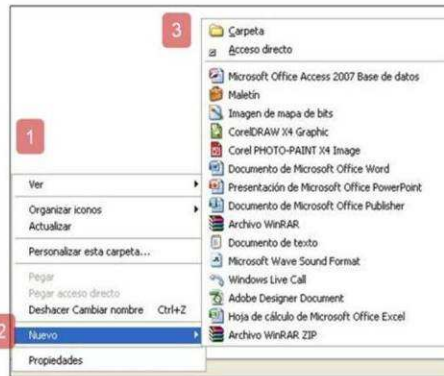 1
Ver
Organizar iconos
Actualizar
Personalizar esta carpeta...
Pegar
Pegar acceso directo
Deshacer Cambiar nombre Ctrl+Z
2
Nuevo
Propiedades
3
Carpeta
Acceso directo
Microsoft Office Access 2007 Base de datos
Maletín
Imagen de mapa de bits
CorelDRAW X4 Graphic
Corel PHOTO-PAINT X4 Image
Documento de Microsoft Office Word
Presentación de Microsoft Office PowerPoint
Documento de Microsoft Office Publisher
Archivo WinRAR
Documento de texto
Microsoft Wave Sound Format
Windows Live Call
Adobe Designer Document
Hoja de cálculo de Microsoft Office Excel
Archivo WinRAR ZIP